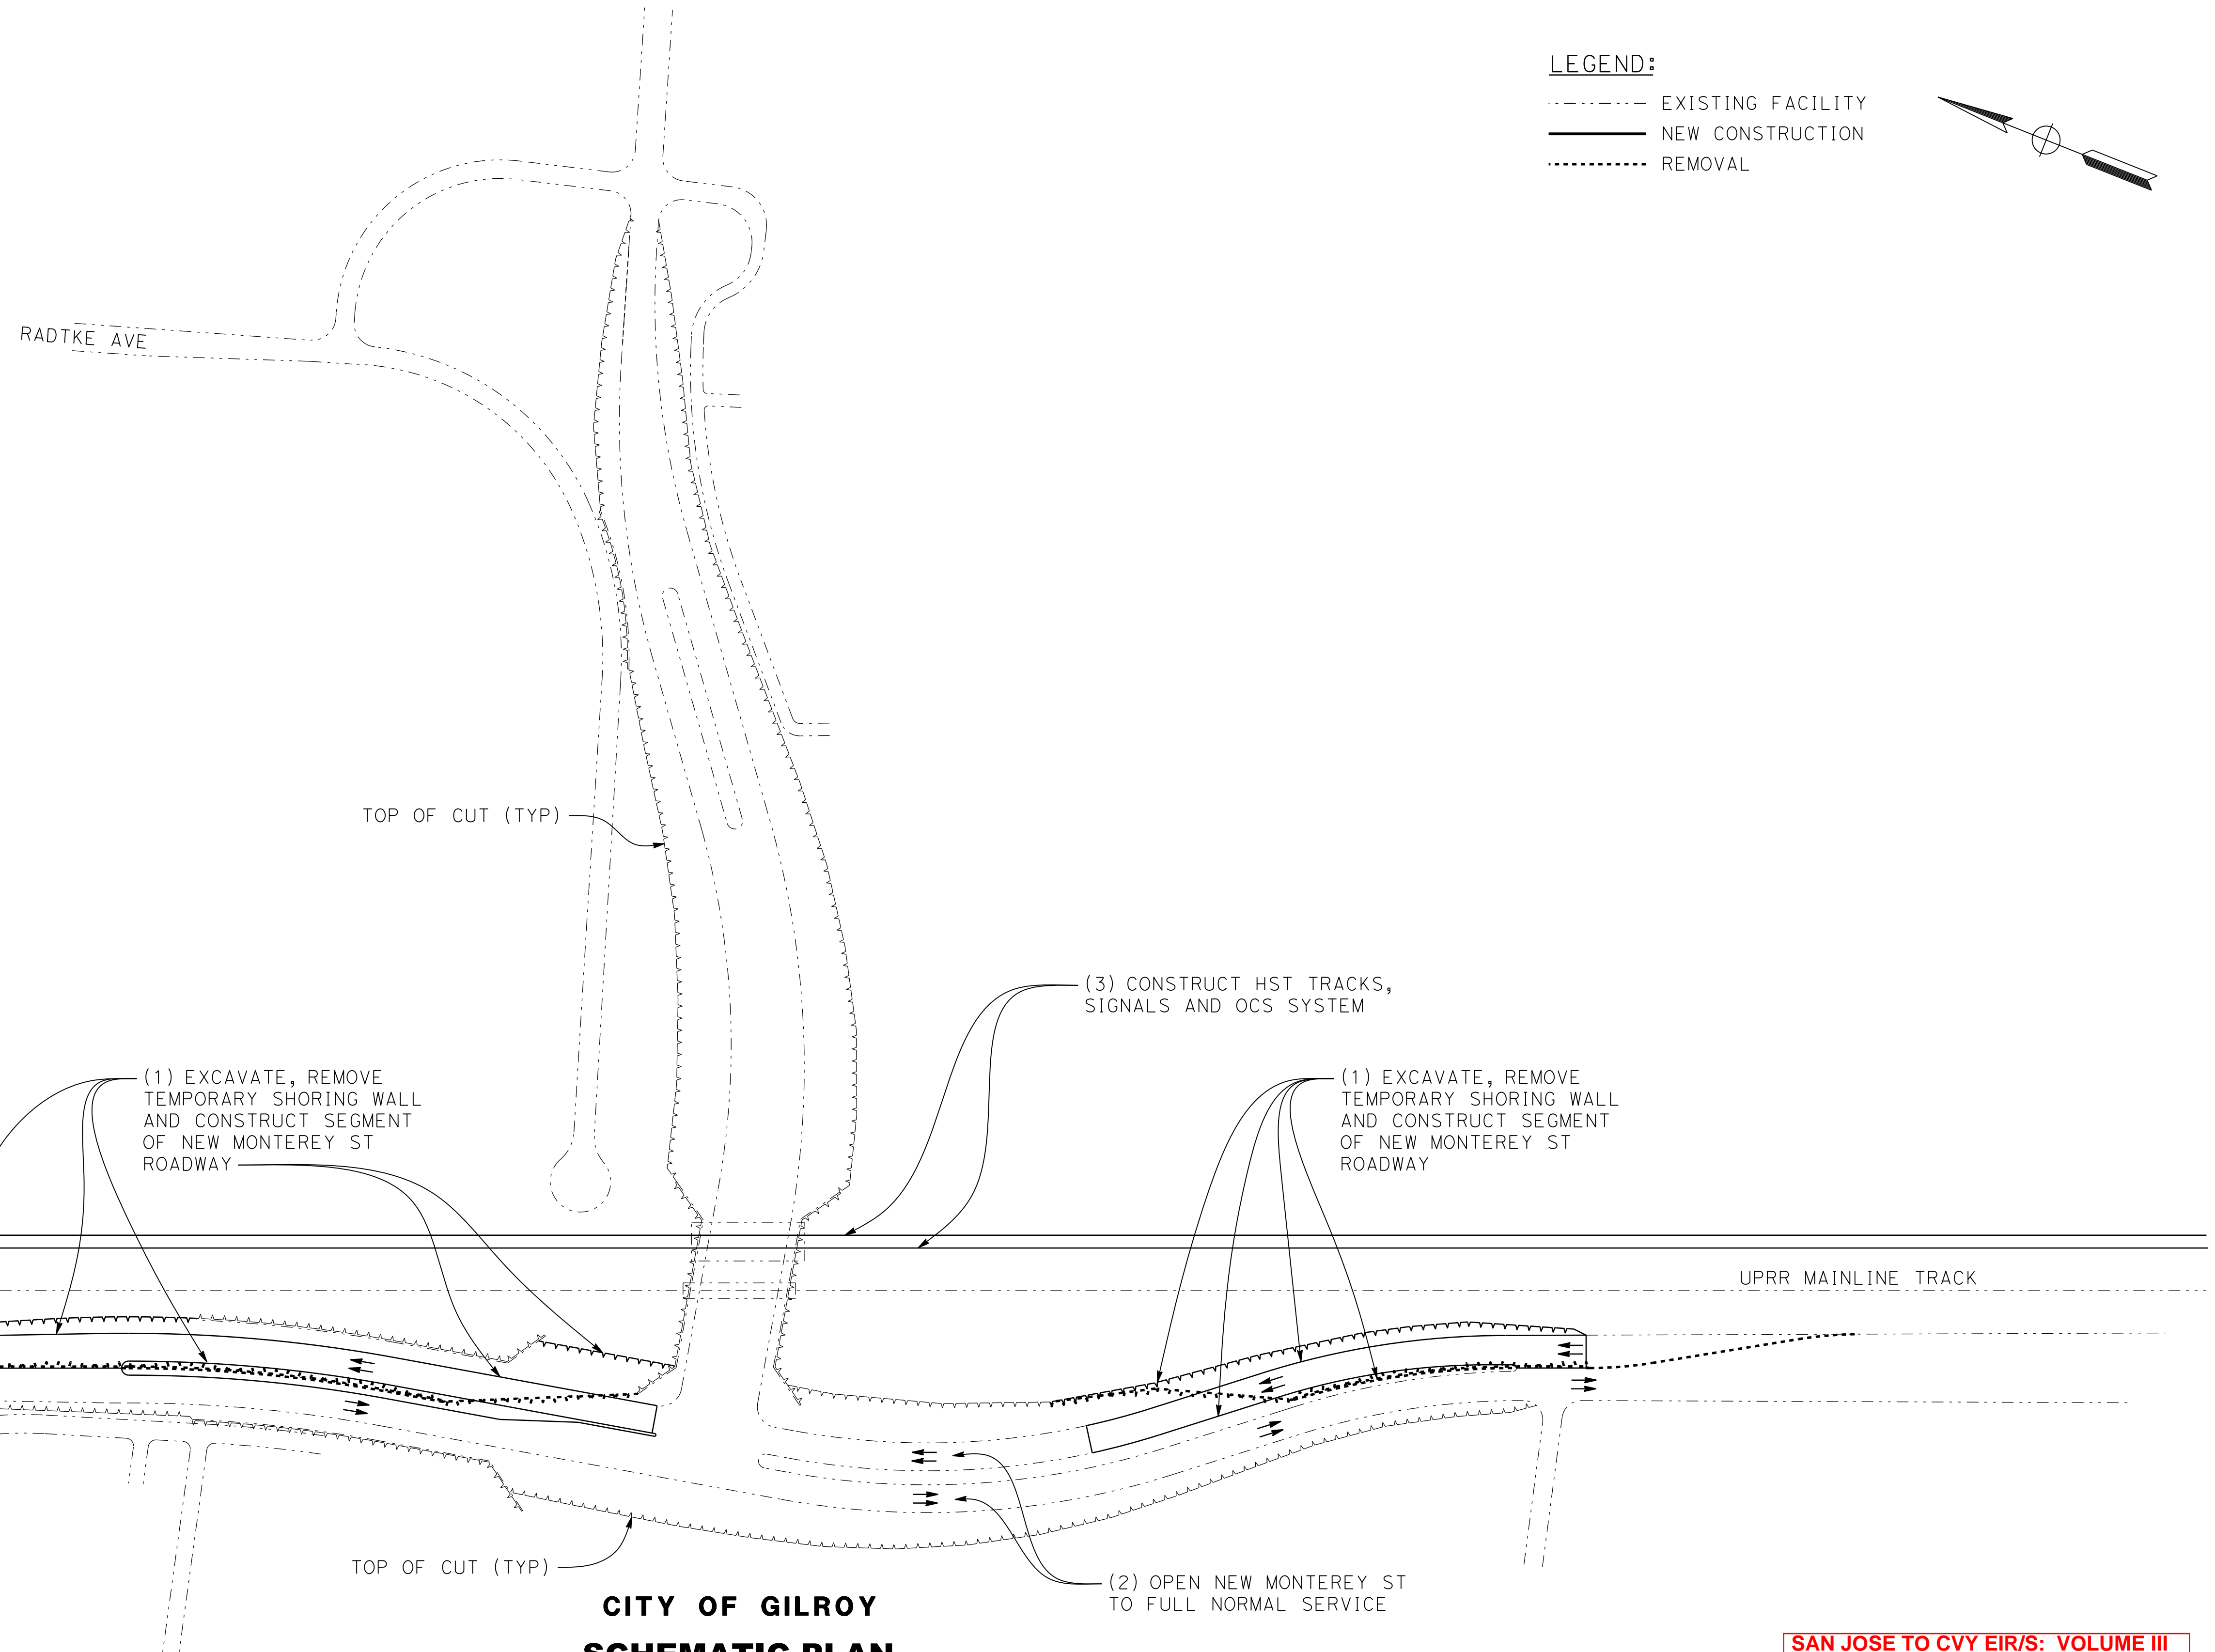 LEGEND:
EXISTING FACILITY
NEW CONSTRUCTION
REMOVAL
RADTKE AVE
TOP OF CUT (TYP)
(3) CONSTRUCT HST TRACKS,
SIGNALS AND OCS SYSTEM
(1) EXCAVATE, REMOVE
TEMPORARY SHORING WALL
AND CONSTRUCT SEGMENT
OF NEW MONTEREY ST
ROADWAY
(1) EXCAVATE, REMOVE
TEMPORARY SHORING WALL
AND CONSTRUCT SEGMENT
OF NEW MONTEREY ST
ROADWAY
UPRR MAINLINE TRACK
TOP OF CUT (TYP)
(2) OPEN NEW MONTEREY ST
TO FULL NORMAL SERVICE
CITY OF GILROY
SCHEMATIC PLAN
SAN JOSE TO CVY EIR/S: VOLUME III